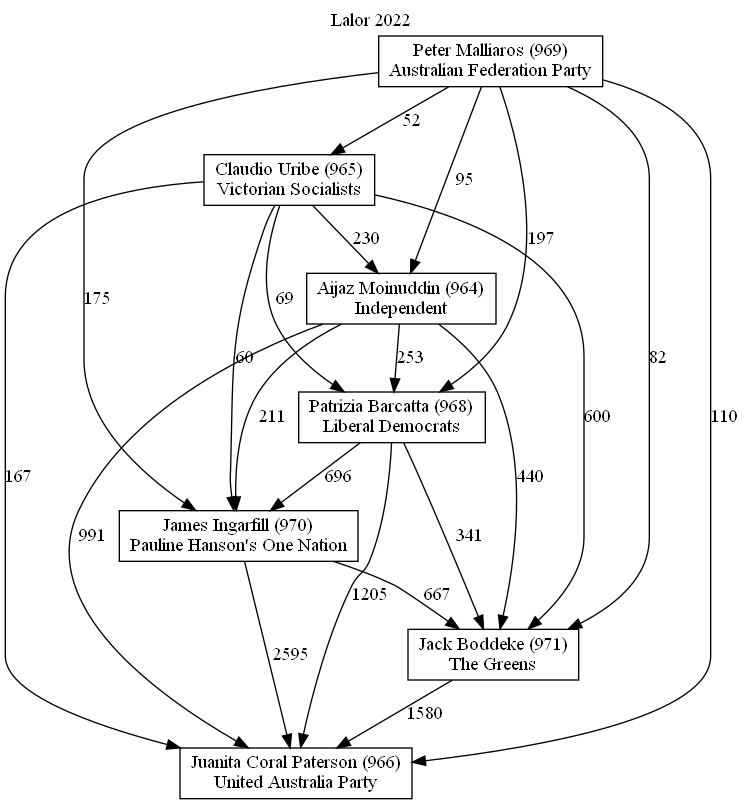 Lalor 2022
Peter Malliaros (969)
Australian Federation Party
52
95
Claudio Uribe (965)
Victorian Socialists
230
197
175
69
Aijaz Moinuddin (964)
Independent
60
253
82
211
600
110
Patrizia Barcatta (968)
Liberal Democrats
167
696
440
991
341
James Ingarfill (970)
Pauline Hanson's One Nation
1205
667
2595
Jack Boddeke (971)
The Greens
1580
Juanita Coral Paterson (966)
United Australia Party